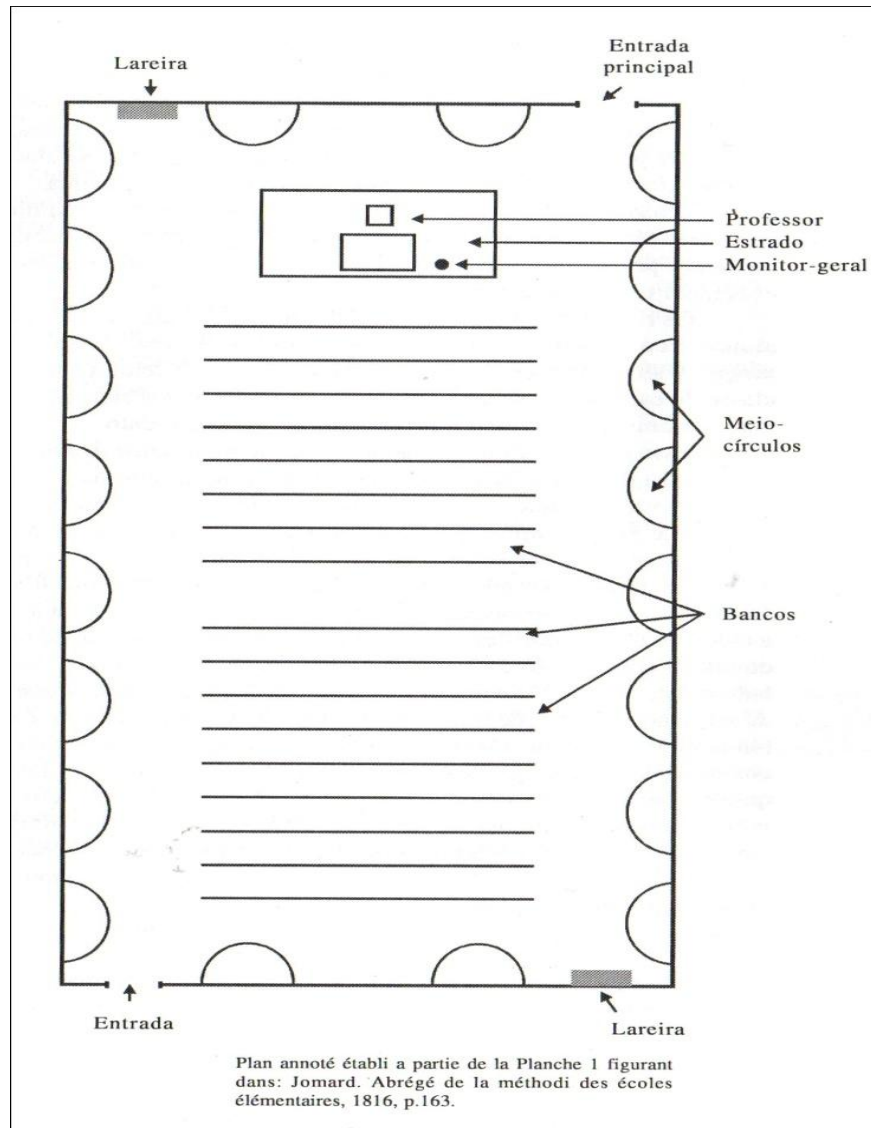 Lareira
Entrada
principal
Professor
Estrado
Monitor-geral
Meio-
círculos
Bancos
Entrada
Lareira
Plan annoté établi a partie de la Planche 1 figurant
dans: Jomard. Abrégé de la méthodi des écoles
élémentaires, 1816, p.163.